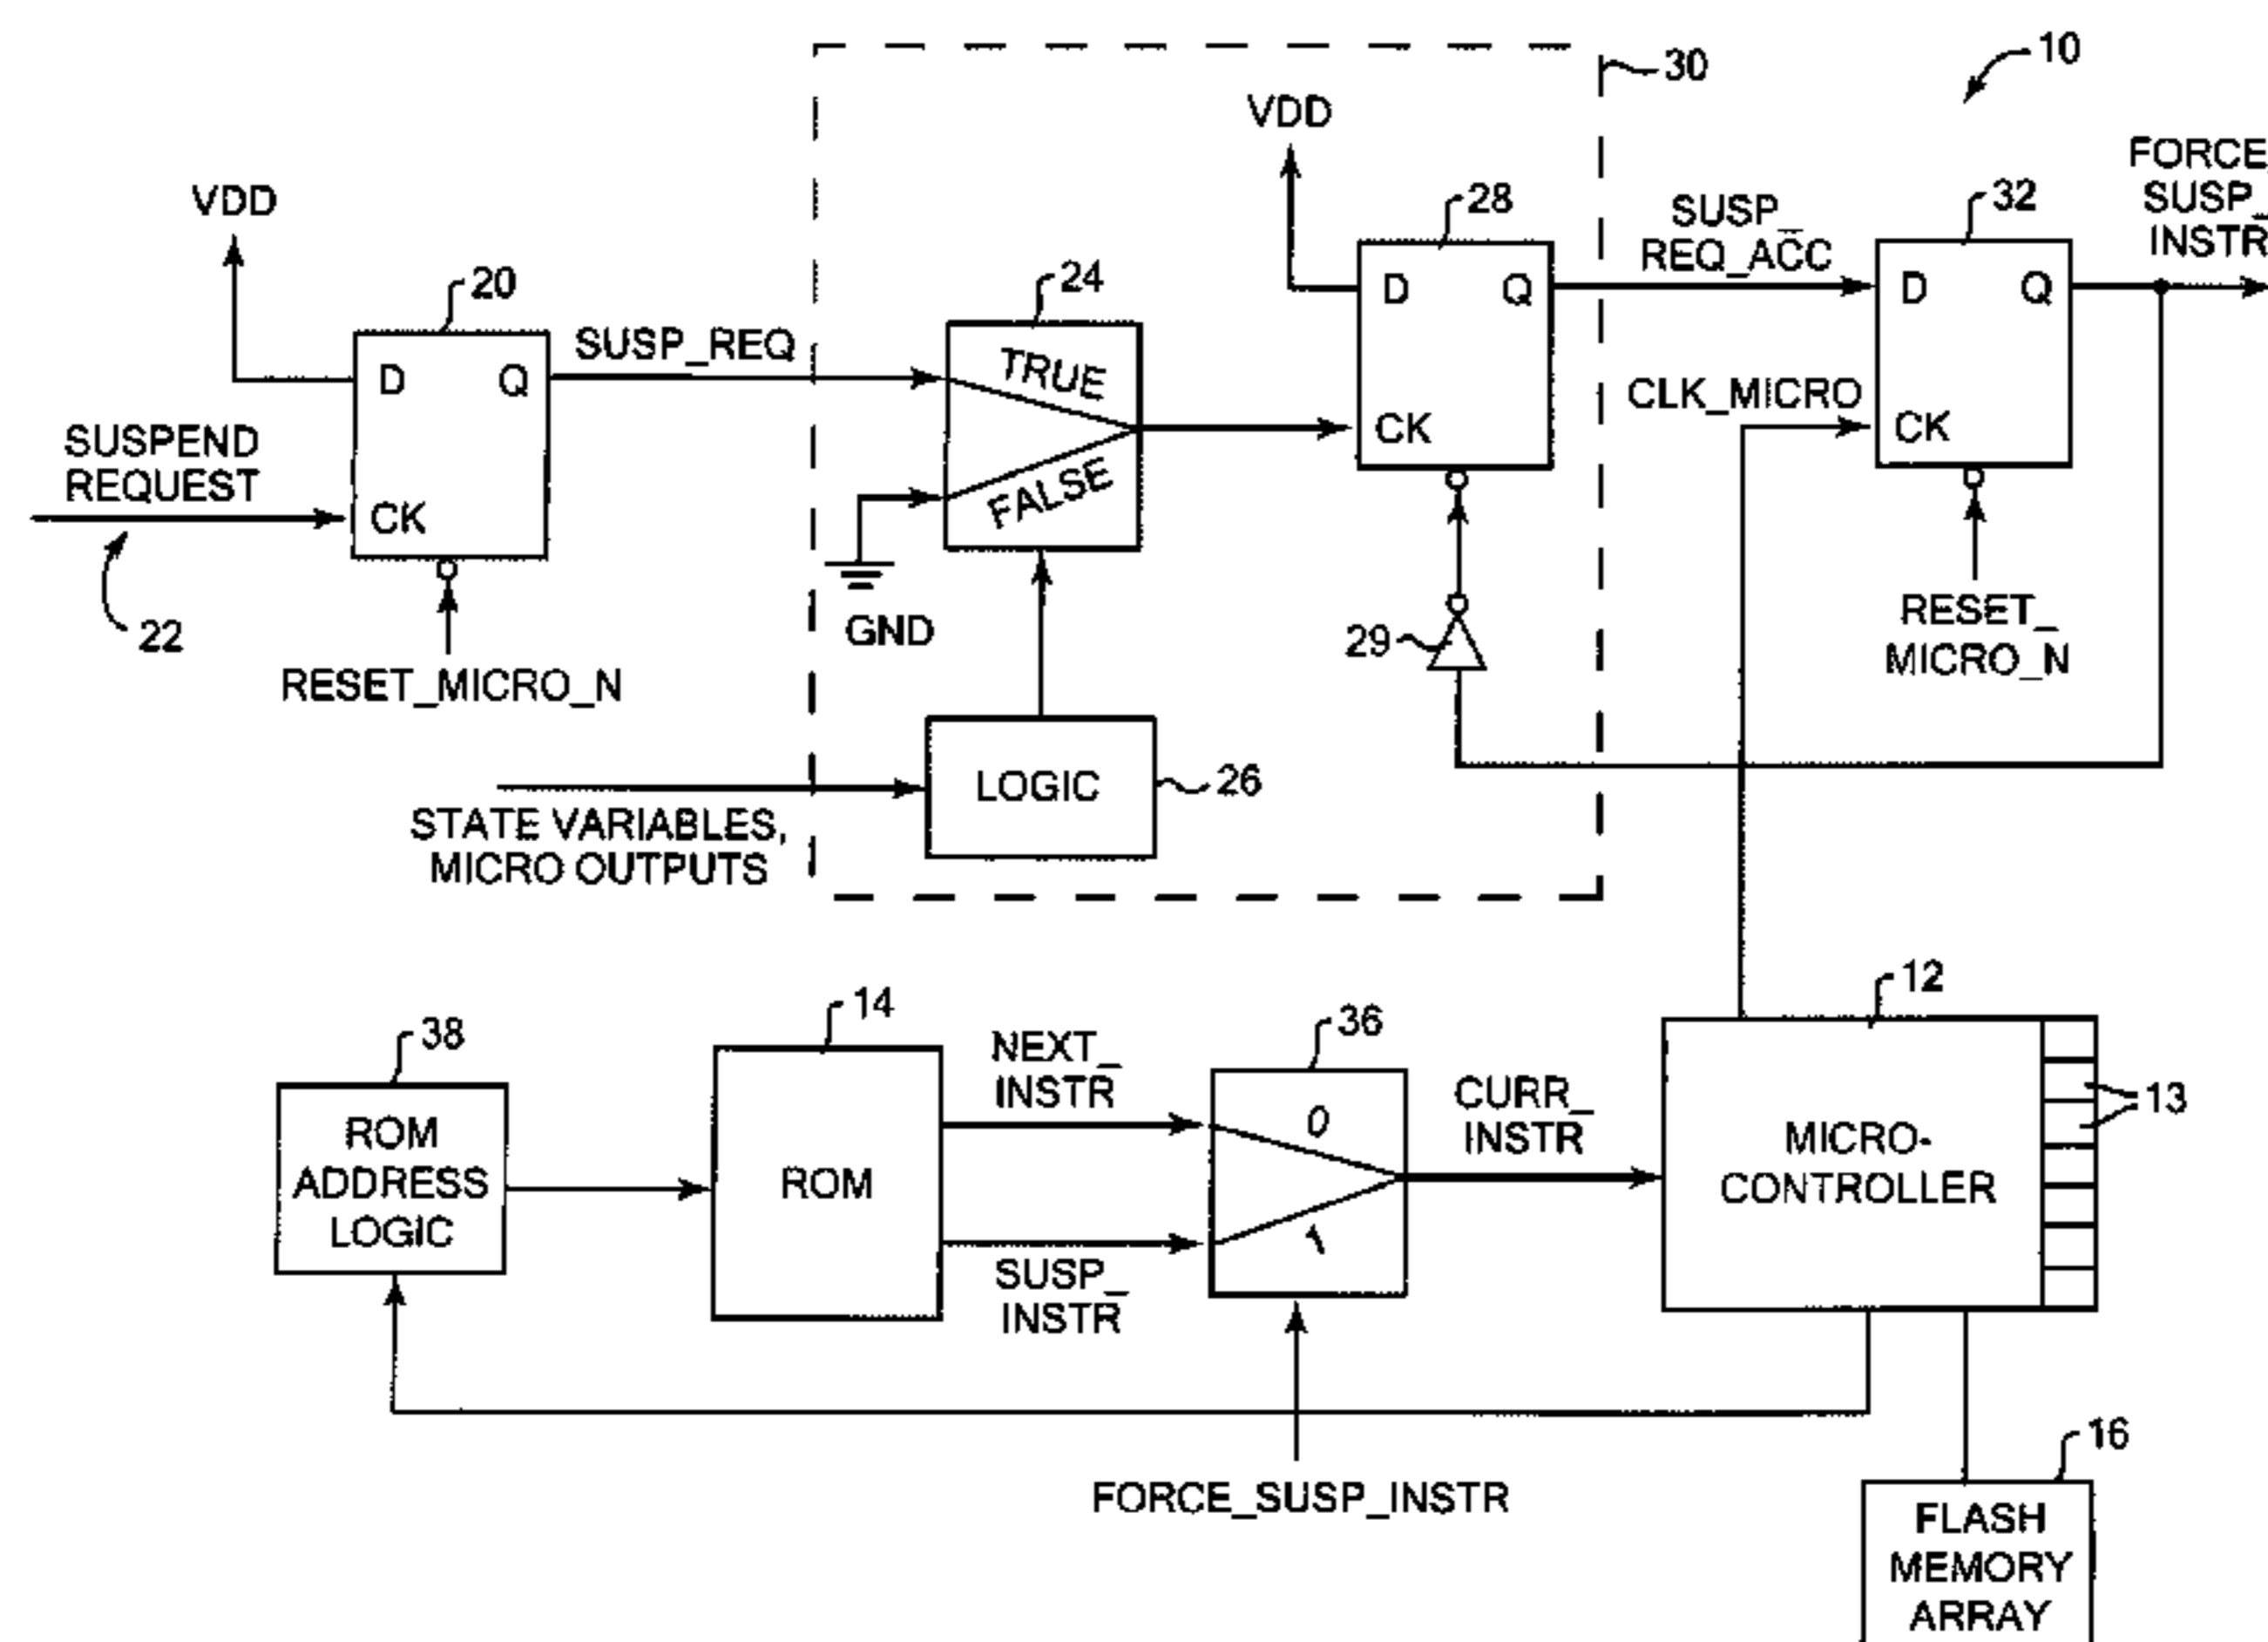 10
30
VDD
FORCE_
SUSP_
INSTR
VDD
28
SUSP_
REQ_ACC
32
D
Q
D
Q
20
24
SUSP_REQ
TRUE
D
Q
CLK_MICRO
CK
CK
SUSPEND
REQUEST
FALSE
CK
22
GND
29
RESET_
MICRO_N
RESET_MICRO_N
LOGIC
26
STATE VARIABLES,
MICRO OUTPUTS
12
14
36
38
NEXT_
INSTR
CURR_
INSTR
13
ROM
ADDRESS
LOGIC
0
MICRO-
CONTROLLER
ROM
1
SUSP_
INSTR
16
FORCE_SUSP_INSTR
FLASH
MEMORY
ARRAY